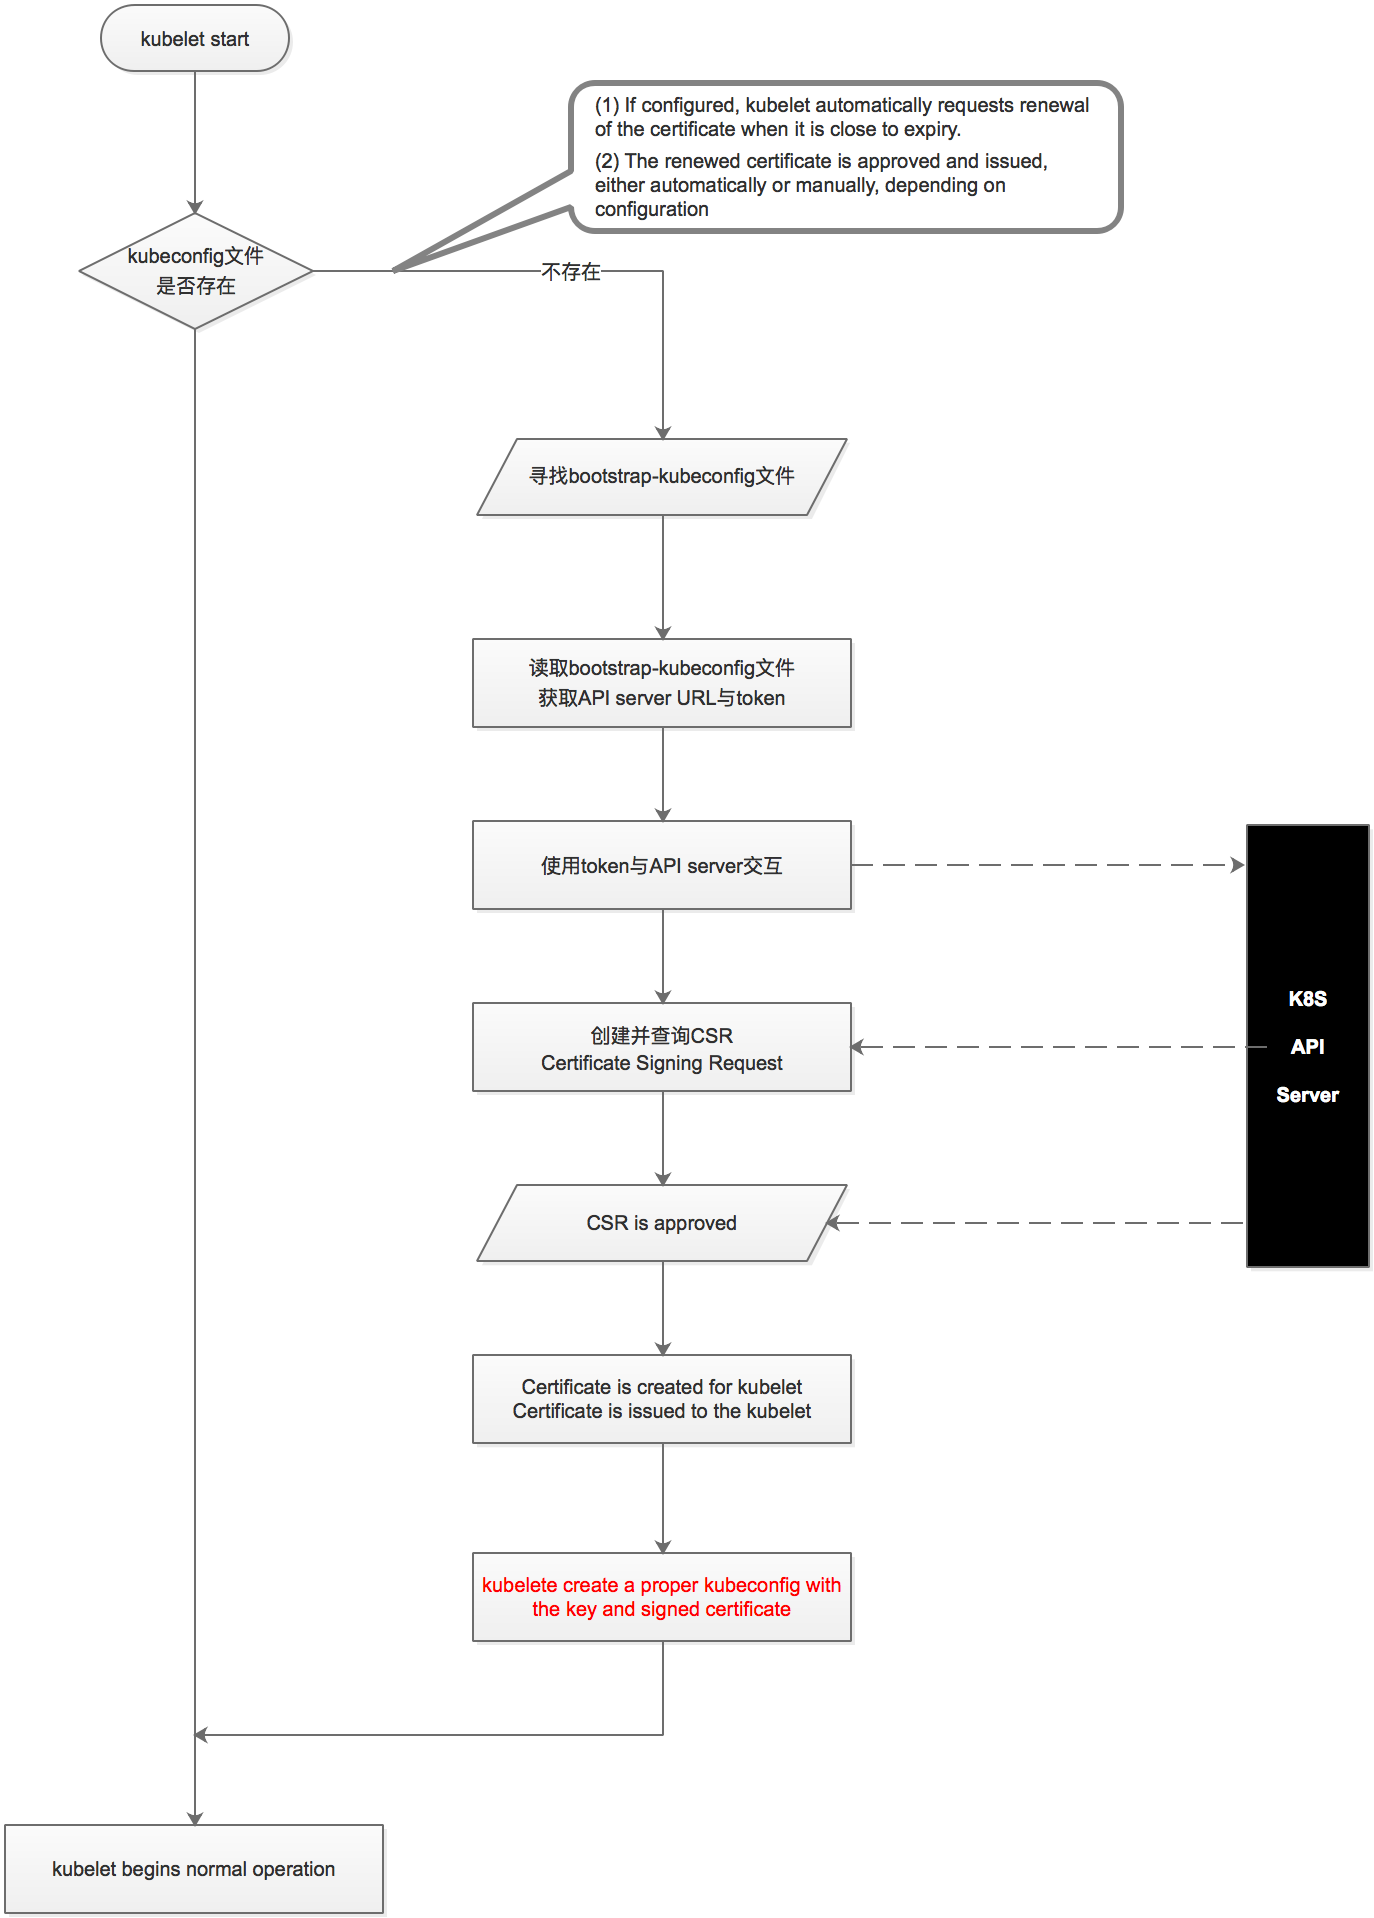 kubelet start
(1) If configured, kubelet automatically requests renewal
of the certificate when it is close to expiry.
(2) The renewed certificate is approved and issued,
either automatically or manually, depending on
configuration
kubeconfig文件
是否存在
不存在
寻找bootstrap-kubeconfig文件
读取bootstrap-kubeconfig文件
获取API server URL与token
使用token与API server交互
创建并查询CSR
Certificate Signing Request
K8S
API
Server
CSR is approved
Certificate is created for kubelet
Certificate is issued to the kubelet
kubelete create a proper kubeconfig with
the key and signed certificate
kubelet begins normal operation